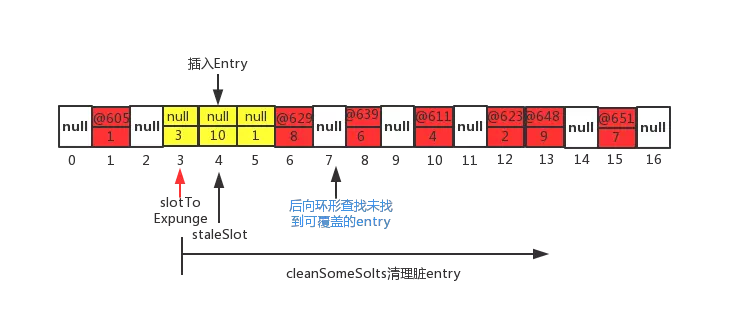 插入Entry
@605 null null null @629 @639 @611 @623 @648 @651
null null null null null null null
1 3 10 1 8 6 4 2 9 7
0 1 2 3 4 5 6 7 8 9 10 11 12 13 14 15 16
slotTo
Expunge
staleSlot
后向环形查找未找
到可覆盖的entry
cleanSomeSolts清理脏entry